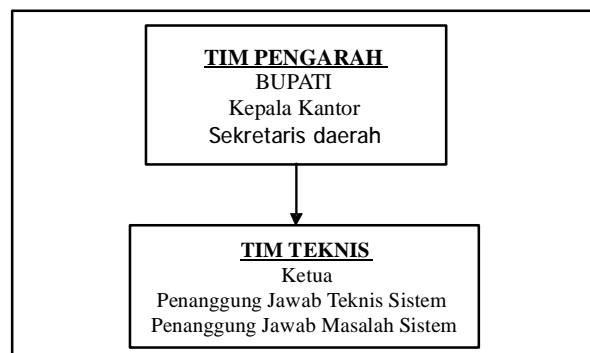 TIM PENGARAH
BUPATI
Kepala Kantor
Sekretaris daerah
TIM TEKNIS
Ketua
Penanggung Jawab Teknis Sistem
Penanggung Jawab Masalah Sistem